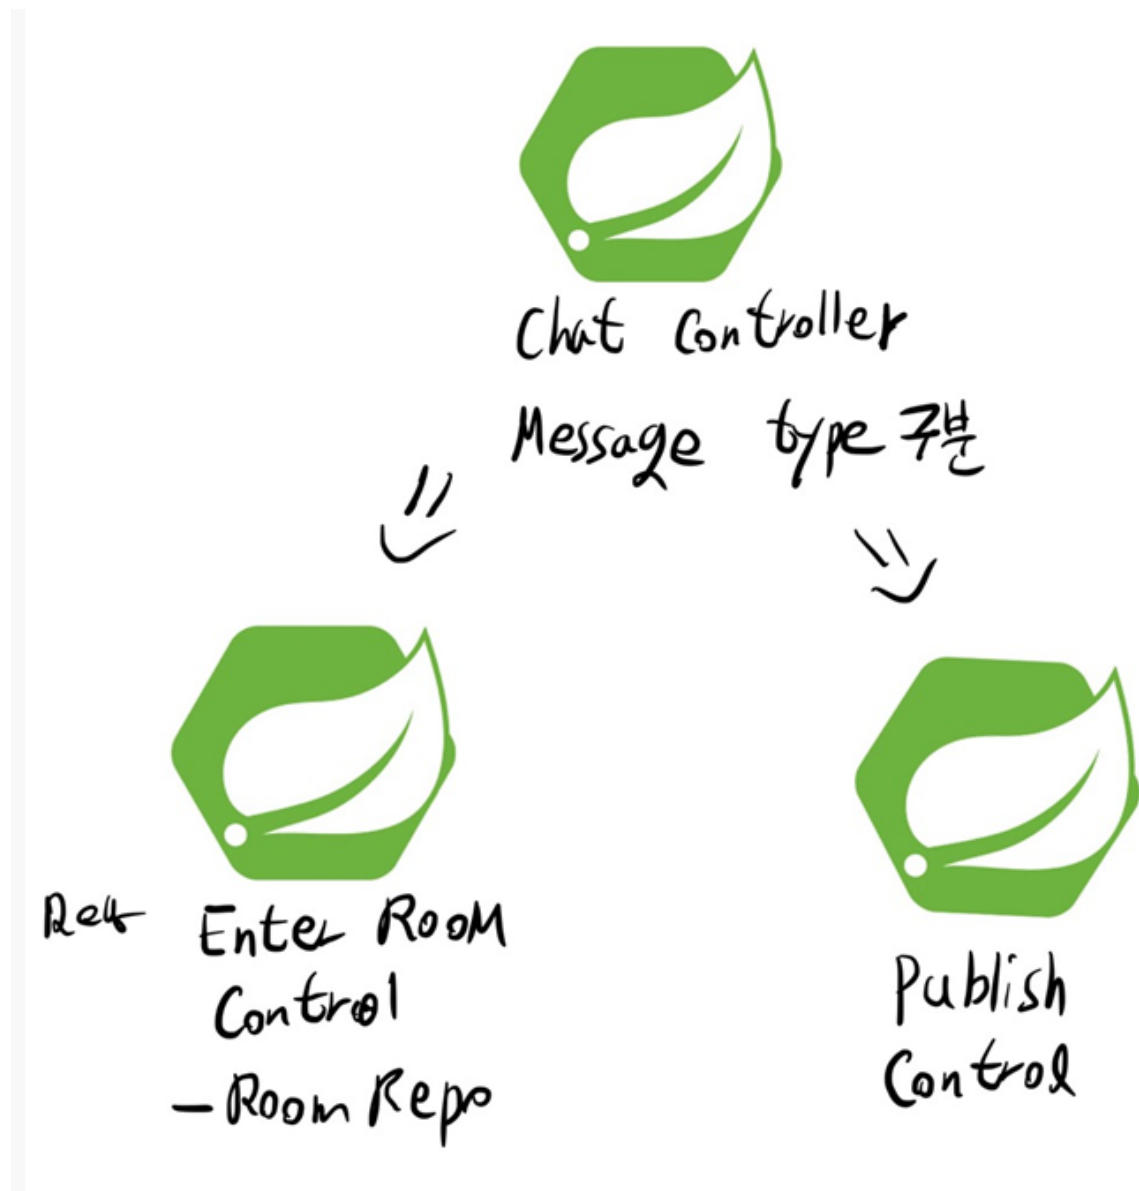 Chat Controller
Message type 구분
Enter Room
Control
- Room Repo
Publish
Control